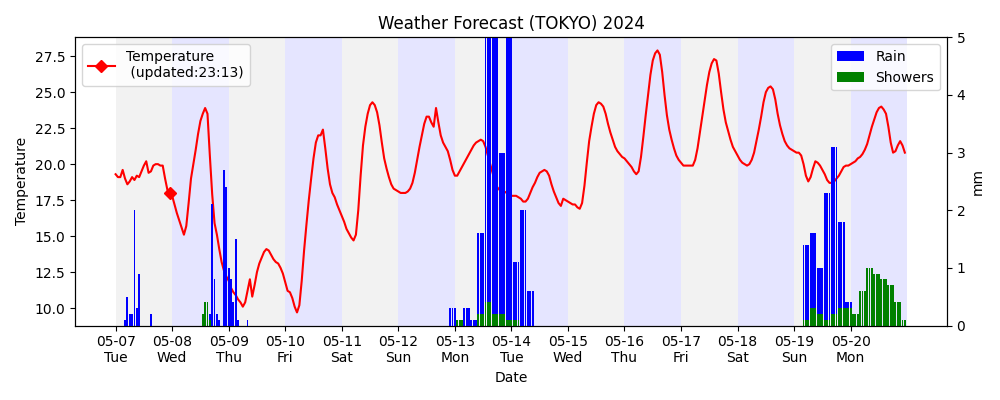 Weather Forecast (TOKYO) 2024
Temperature
(updated:23:13)
Rain
Showers
Temperature
27.5
25.0
22.5
20.0
17.5
15.0
12.5
10.0
5
4
3
2
1
0
mm
05-07 05-08 05-09 05-10 05-11 05-12 05-13 05-14 05-15 05-16 05-17 05-18 05-19 05-20
Tue Wed Thu Fri Sat Sun Mon Tue Wed Thu Fri Sat Sun Mon
Date